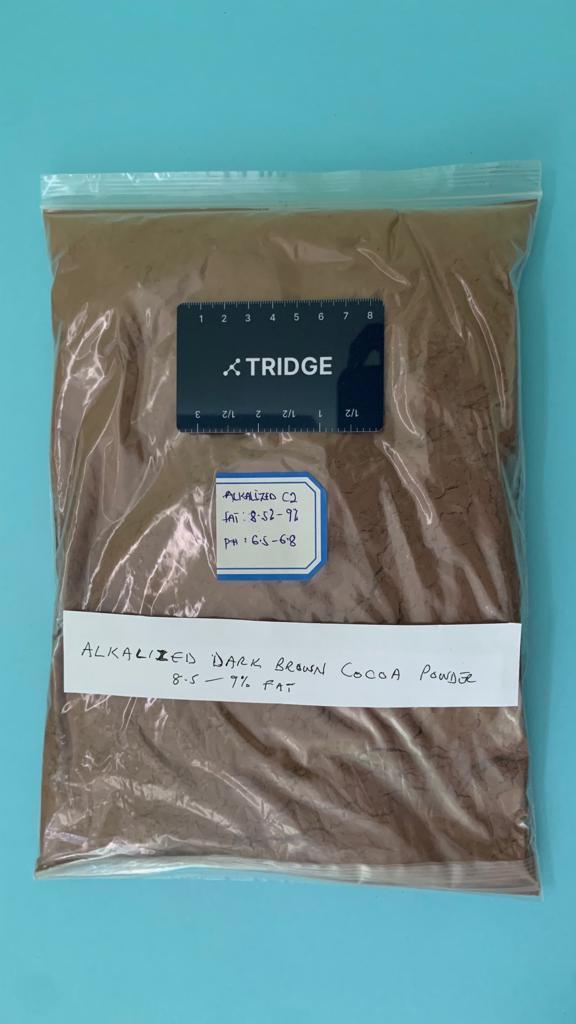 1 2 3 4 5 6 7 8
TRIDGE
3 1/2 2 1/2 1 1/2
ALKALIZED C2
FAT: 8.5%-9%
PH: 6.5-6.8
ALKALIZED DARK BROWN COCOA POWDER
8.5 — 9% FAT